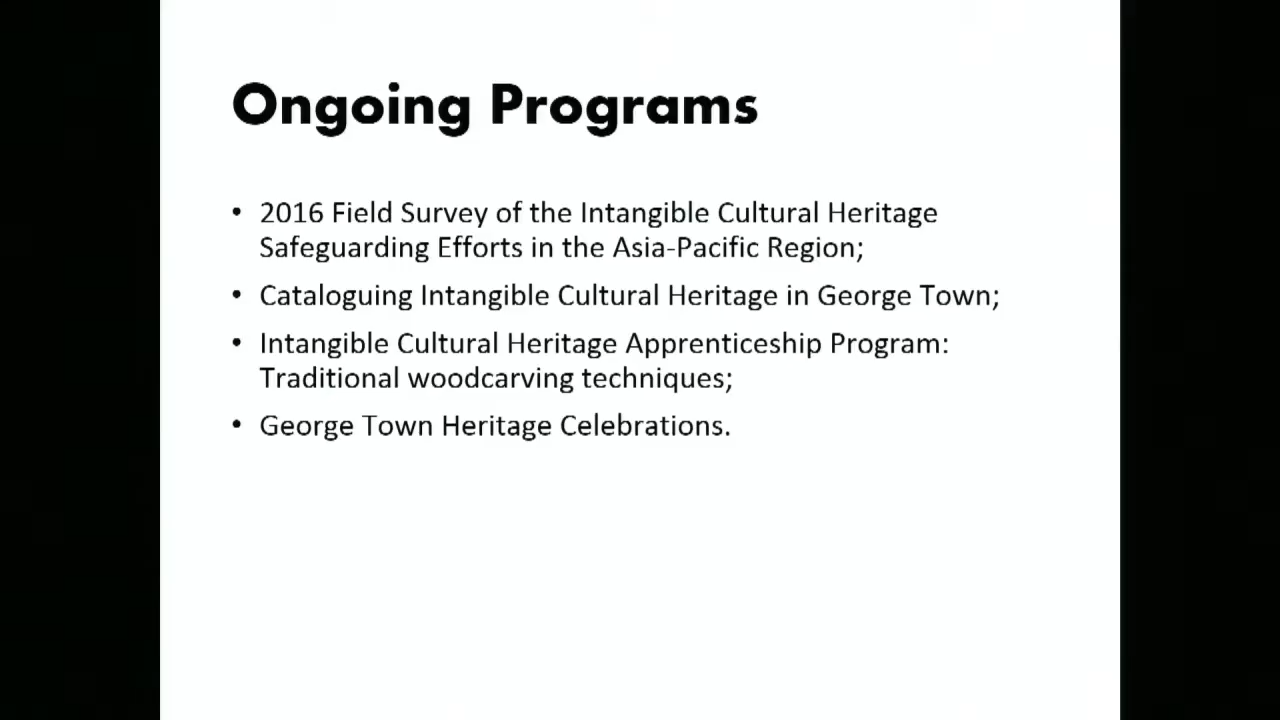 Ongoing Programs
• 2016 Field Survey of the Intangible Cultural Heritage
Safeguarding Efforts in the Asia-Pacific Region;
• Cataloguing Intangible Cultural Heritage in George Town;
• Intangible Cultural Heritage Apprenticeship Program:
Traditional woodcarving techniques;
• George Town Heritage Celebrations.